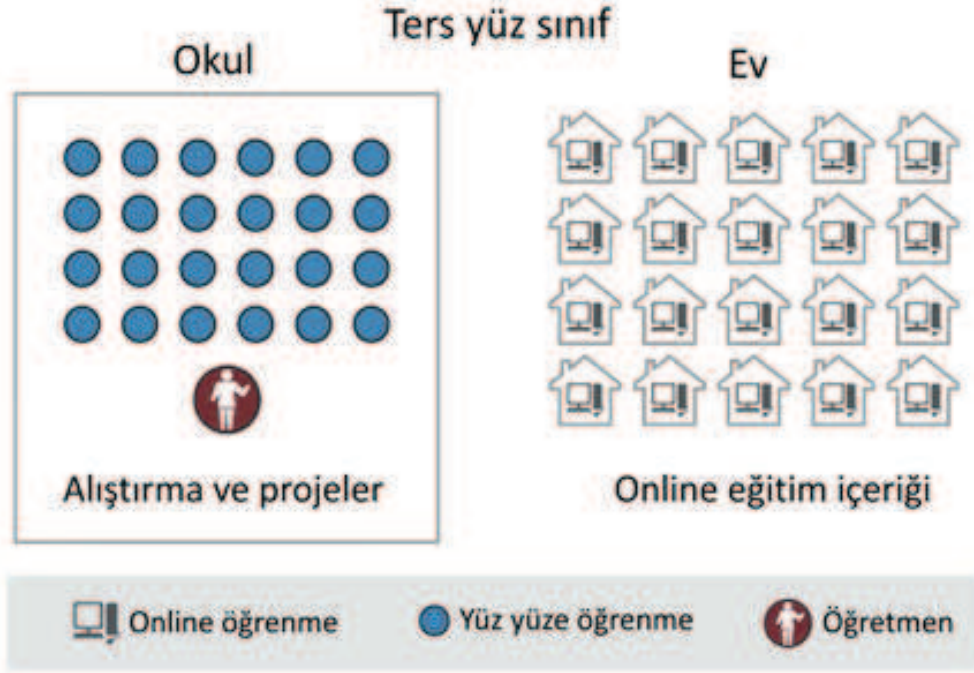 Ters yüz sınıf
Okul
Ev
Alıştırma ve projeler
Online eğitim içeriği
Online öğrenme
Yüz yüze öğrenme
Öğretmen